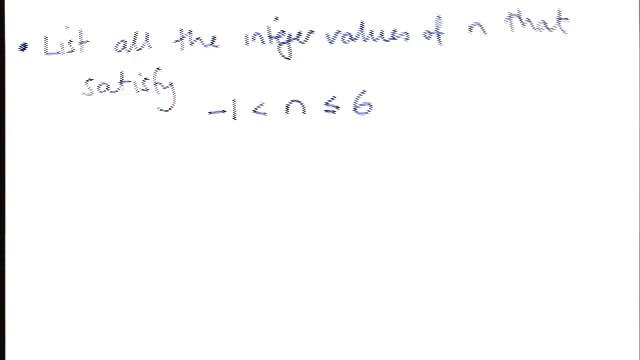 • List all the integer values of n that
satisfy
-1 < n ≤ 6